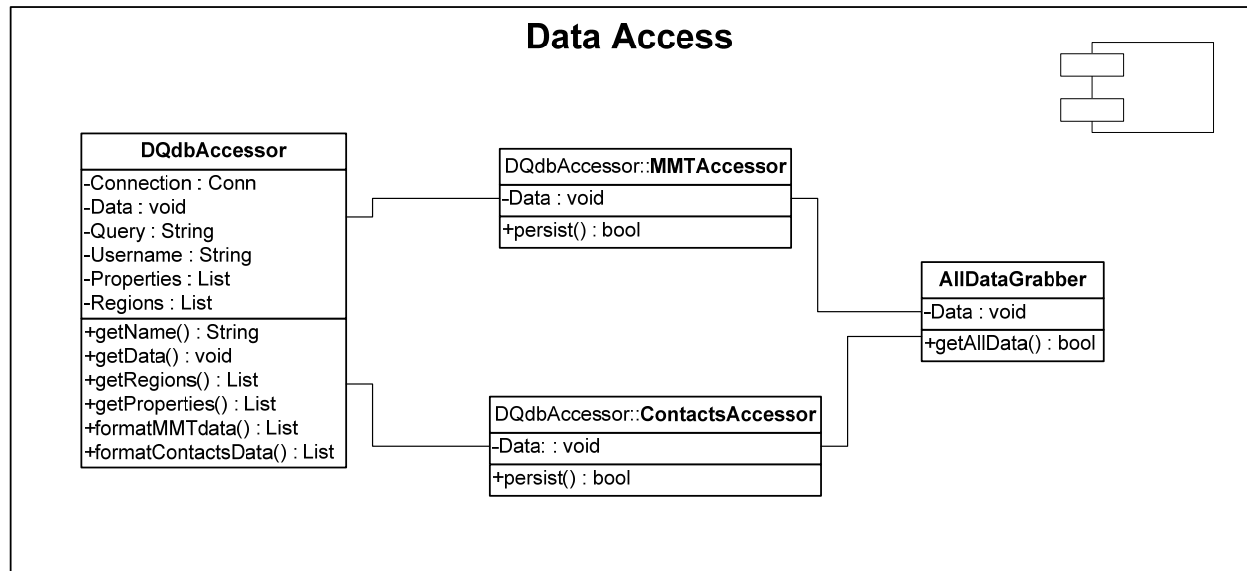 Data Access
DQdbAccessor
-Connection : Conn
-Data : void
-Query : String
-Username : String
-Properties : List
-Regions : List
+getName() : String
+getData() : void
+getRegions() : List
+getProperties() : List
+formatMMTdata() : List
+formatContactsData() : List
DQdbAccessor::MMTAccessor
-Data : void
+persist() : bool
DQdbAccessor::ContactsAccessor
-Data: : void
+persist() : bool
AllDataGrabber
-Data : void
+getAllData() : bool